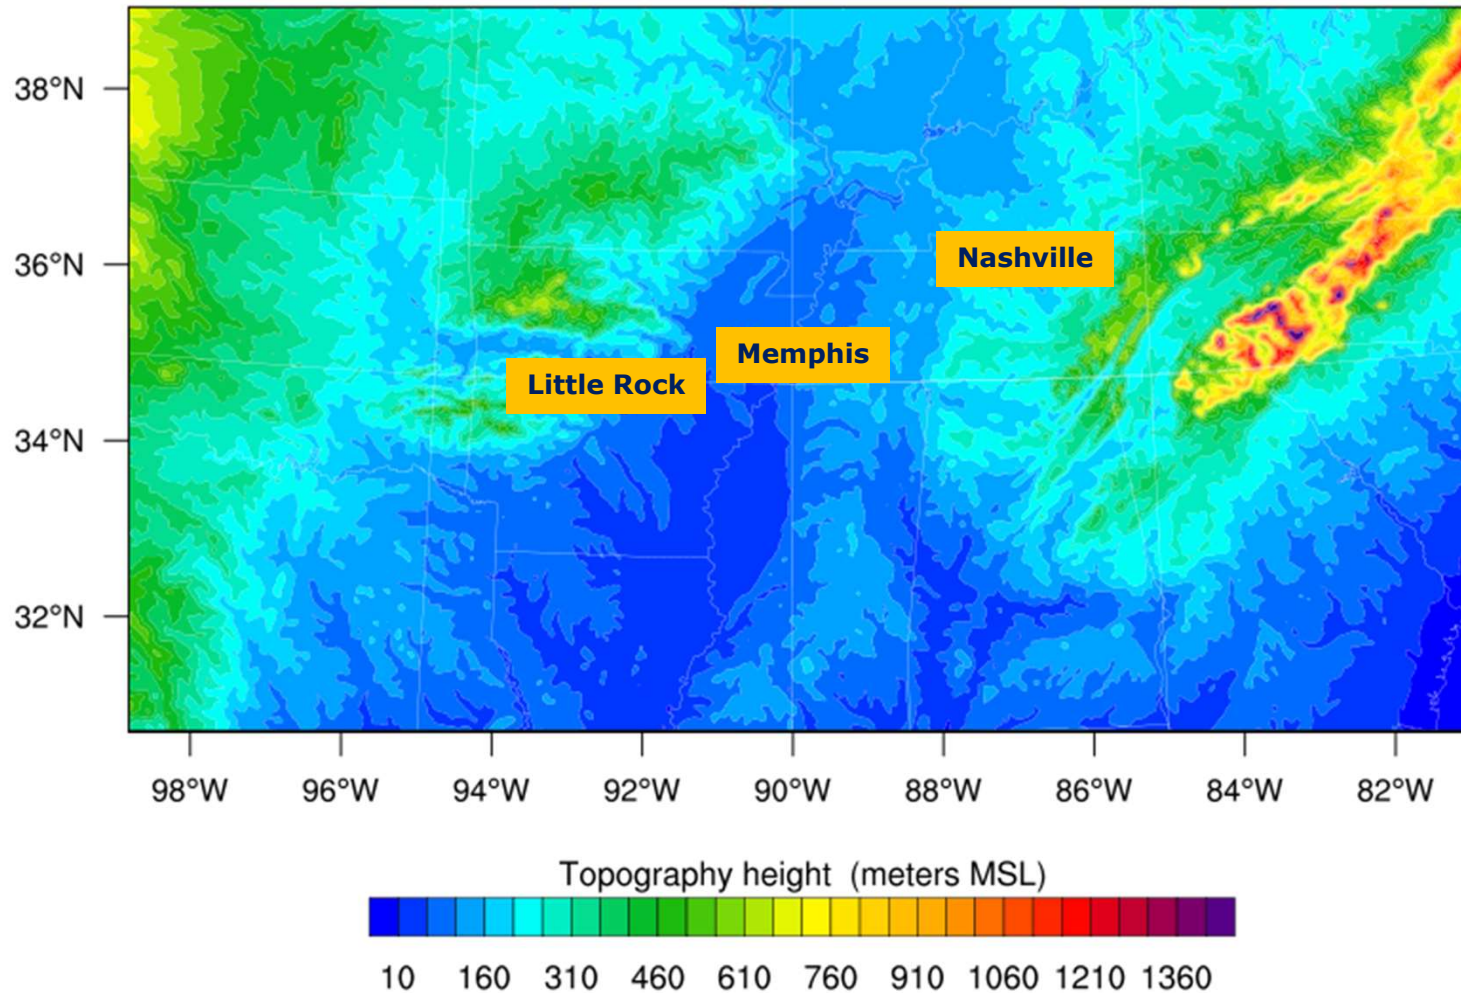 38°N
36°N
Nashville
Memphis
Little Rock
34°N
32°N
98°W 96°W 94°W 92°W 90°W 88°W 86°W 84°W 82°W
Topography height (meters MSL)
10 160 310 460 610 760 910 1060 1210 1360